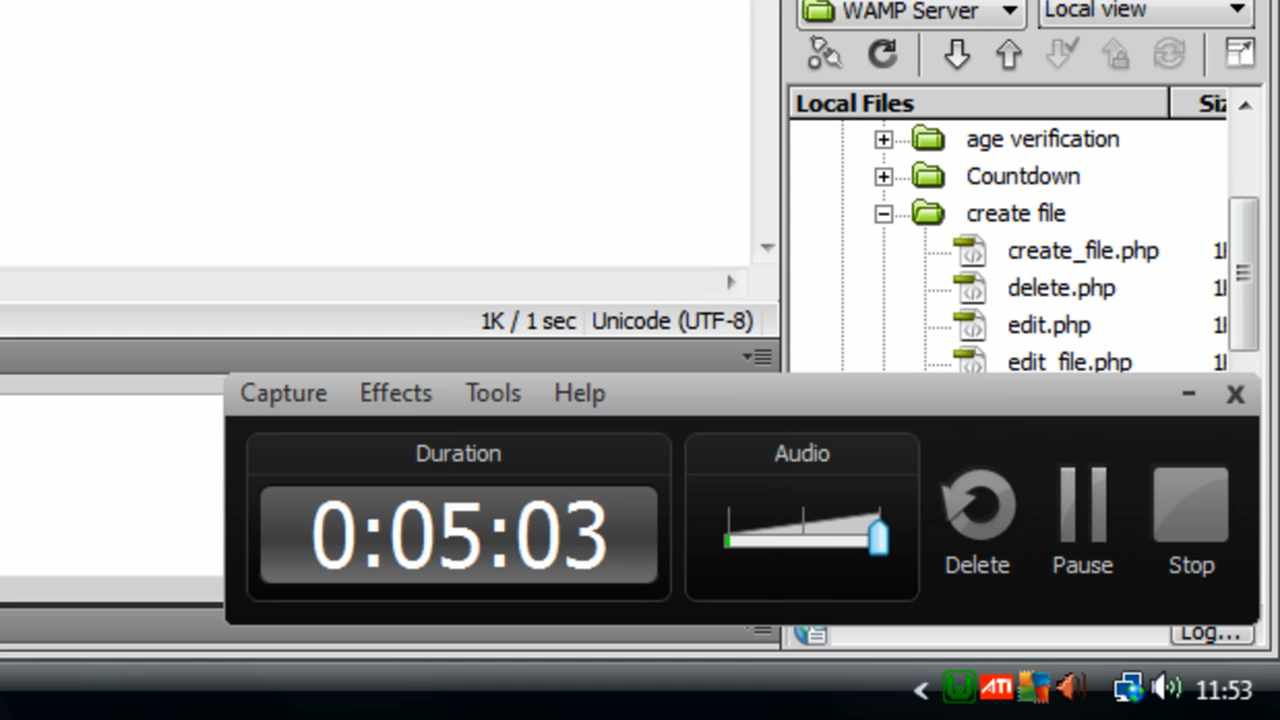 WAMP Server
Local view
Local Files
Siz
age verification
Countdown
create file
create_file.php
delete.php
edit.php
edit_file.php
1K / 1 sec
Unicode (UTF-8)
Capture
Effects
Tools
Help
Duration
0:05:03
Audio
Delete
Pause
Stop
Log...
ATI
11:53